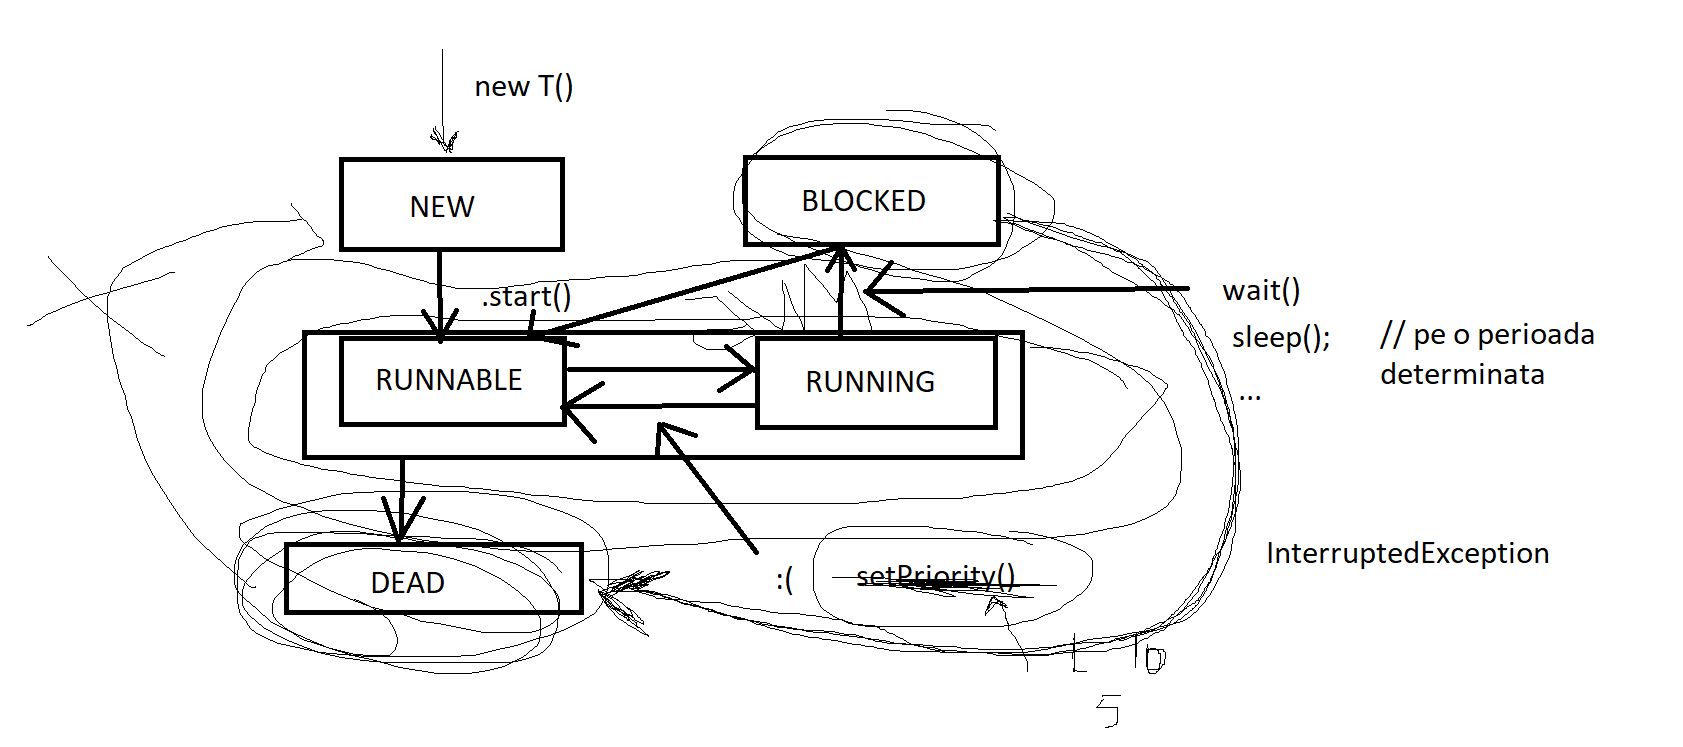 new T()
NEW
BLOCKED
.start()
wait()
sleep(); // pe o perioada
determinata
...
RUNNABLE
RUNNING
InterruptedException
DEAD
:( setPriority()
1 10
5